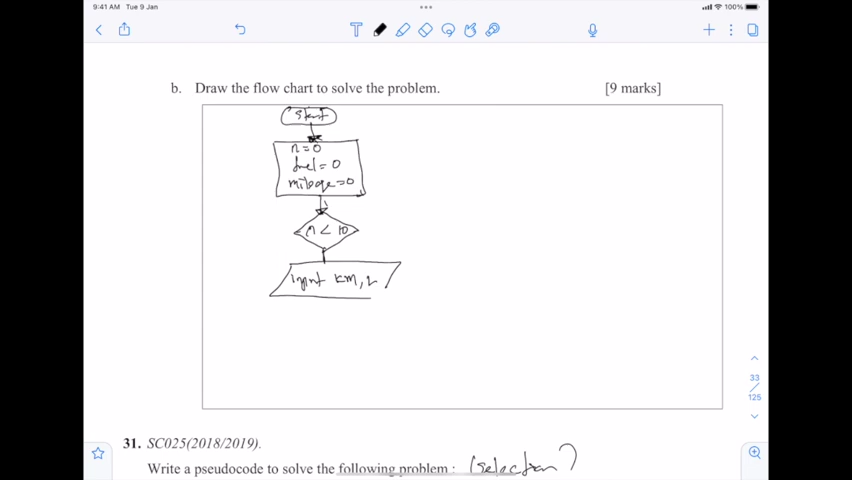 9:41 AM Tue 9 Jan
100%
b. Draw the flow chart to solve the problem. [9 marks]
start
n=0
fuel=0
mileage=0
n < 10
input km, l
33
125
31. SC025(2018/2019).
Write a pseudocode to solve the following problem : (selection)